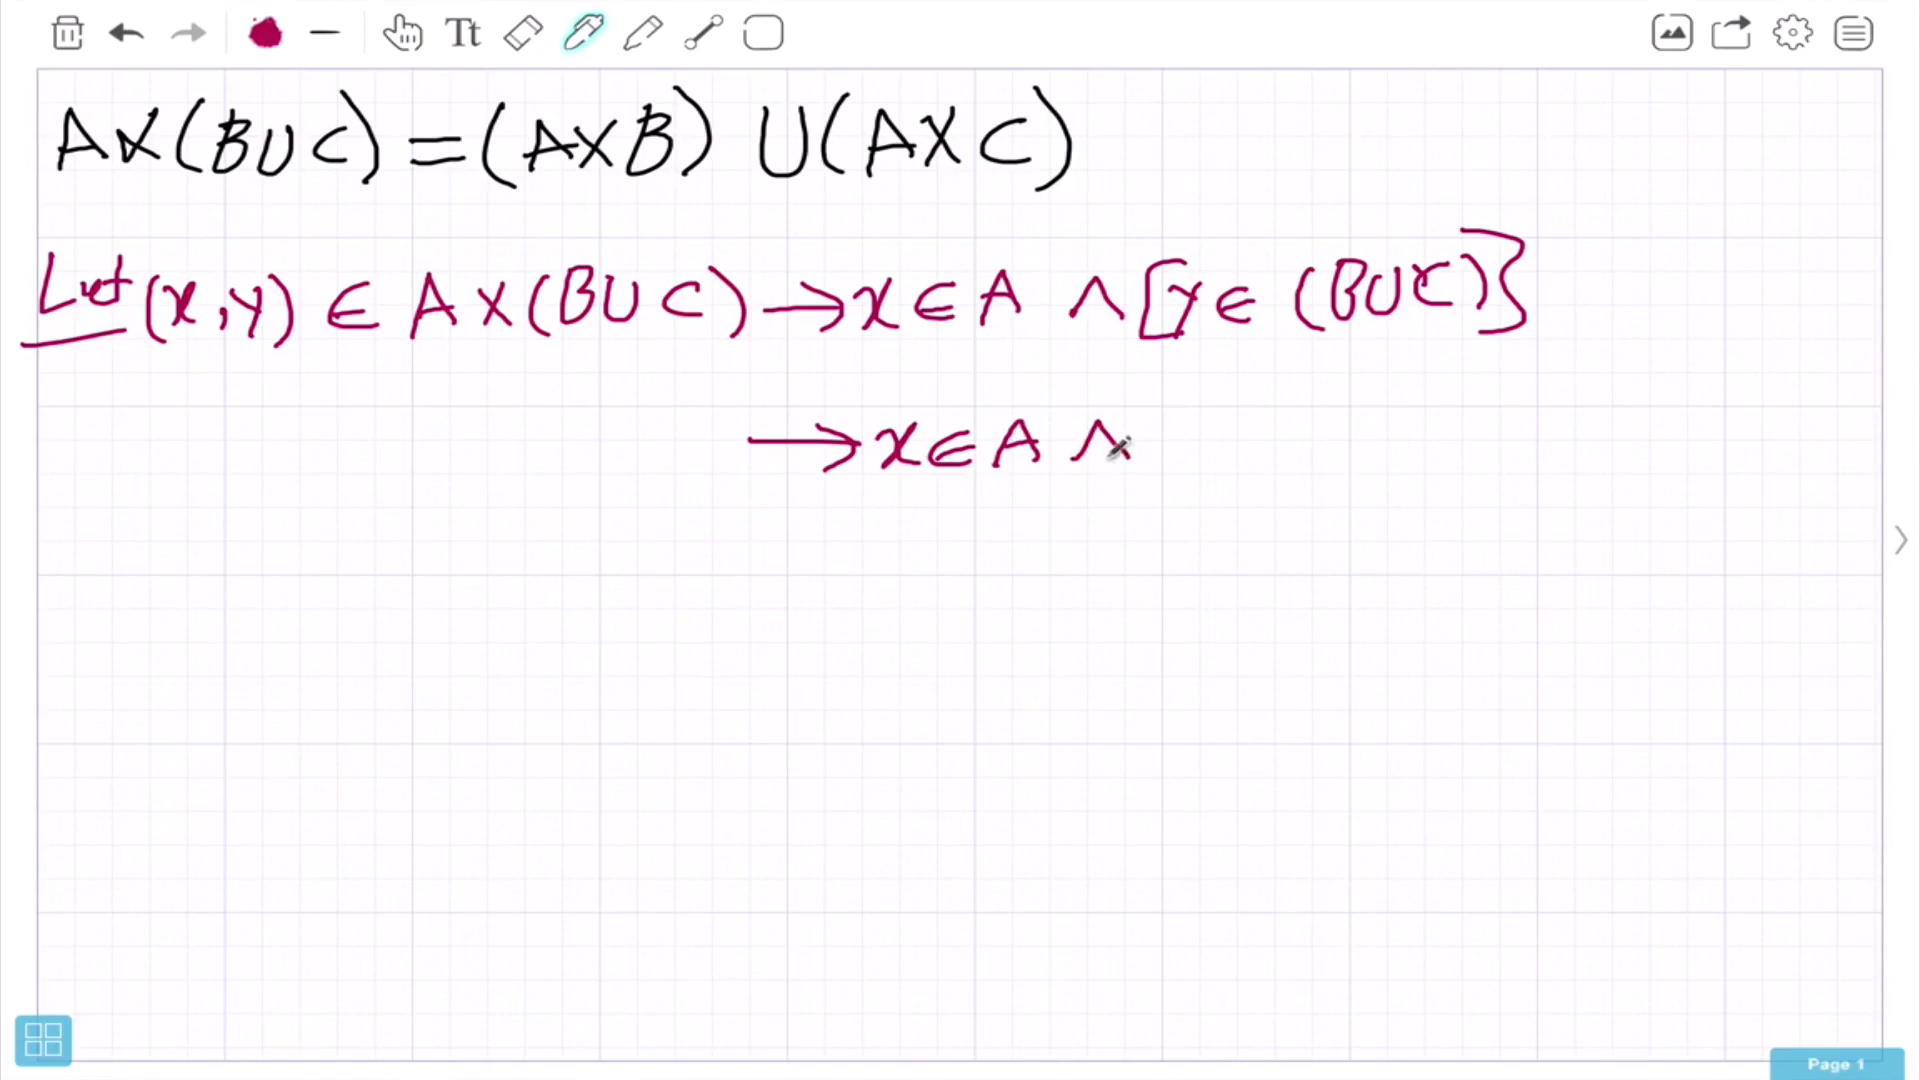 Tt
A×(B∪C)=(A×B) ∪(A×C)
Let (x,y) ∈ A×(B∪C)→x∈A ∧[y∈ (B∪C)]
→x∈A ∧
Page 1